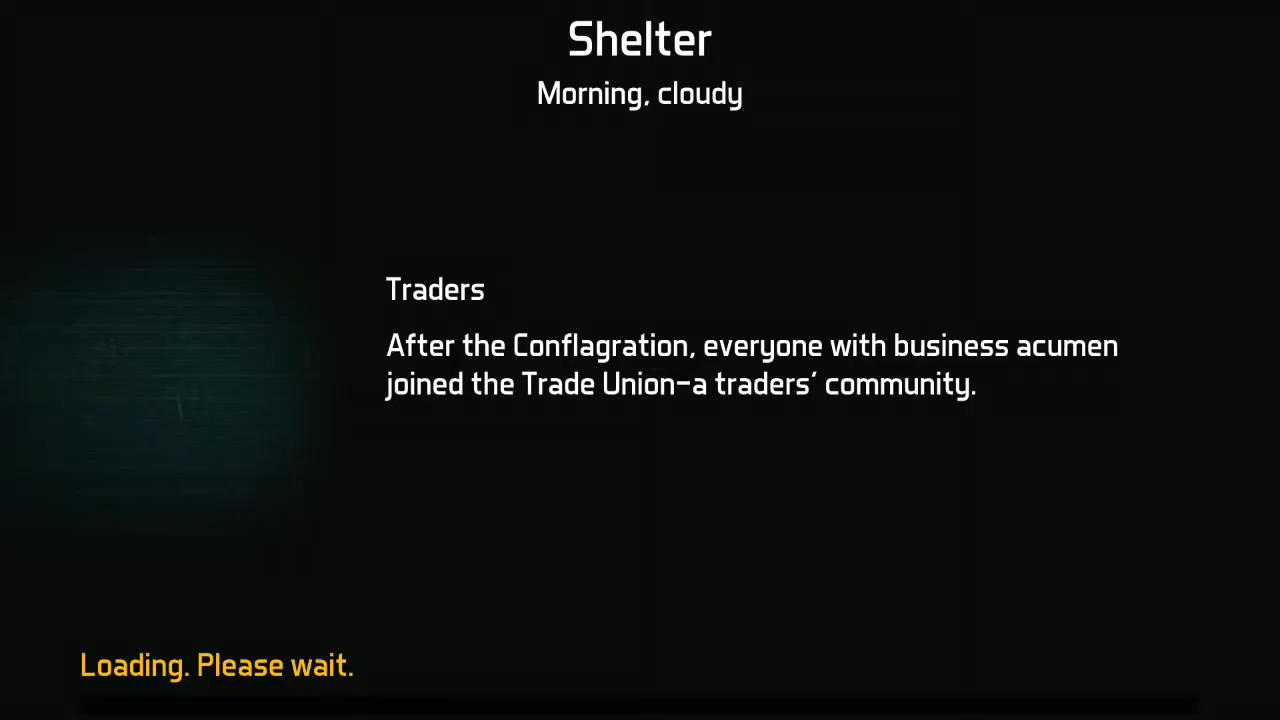 Shelter
Morning, cloudy
Traders
After the Conflagration, everyone with business acumen
joined the Trade Union-a traders’ community.
Loading. Please wait.